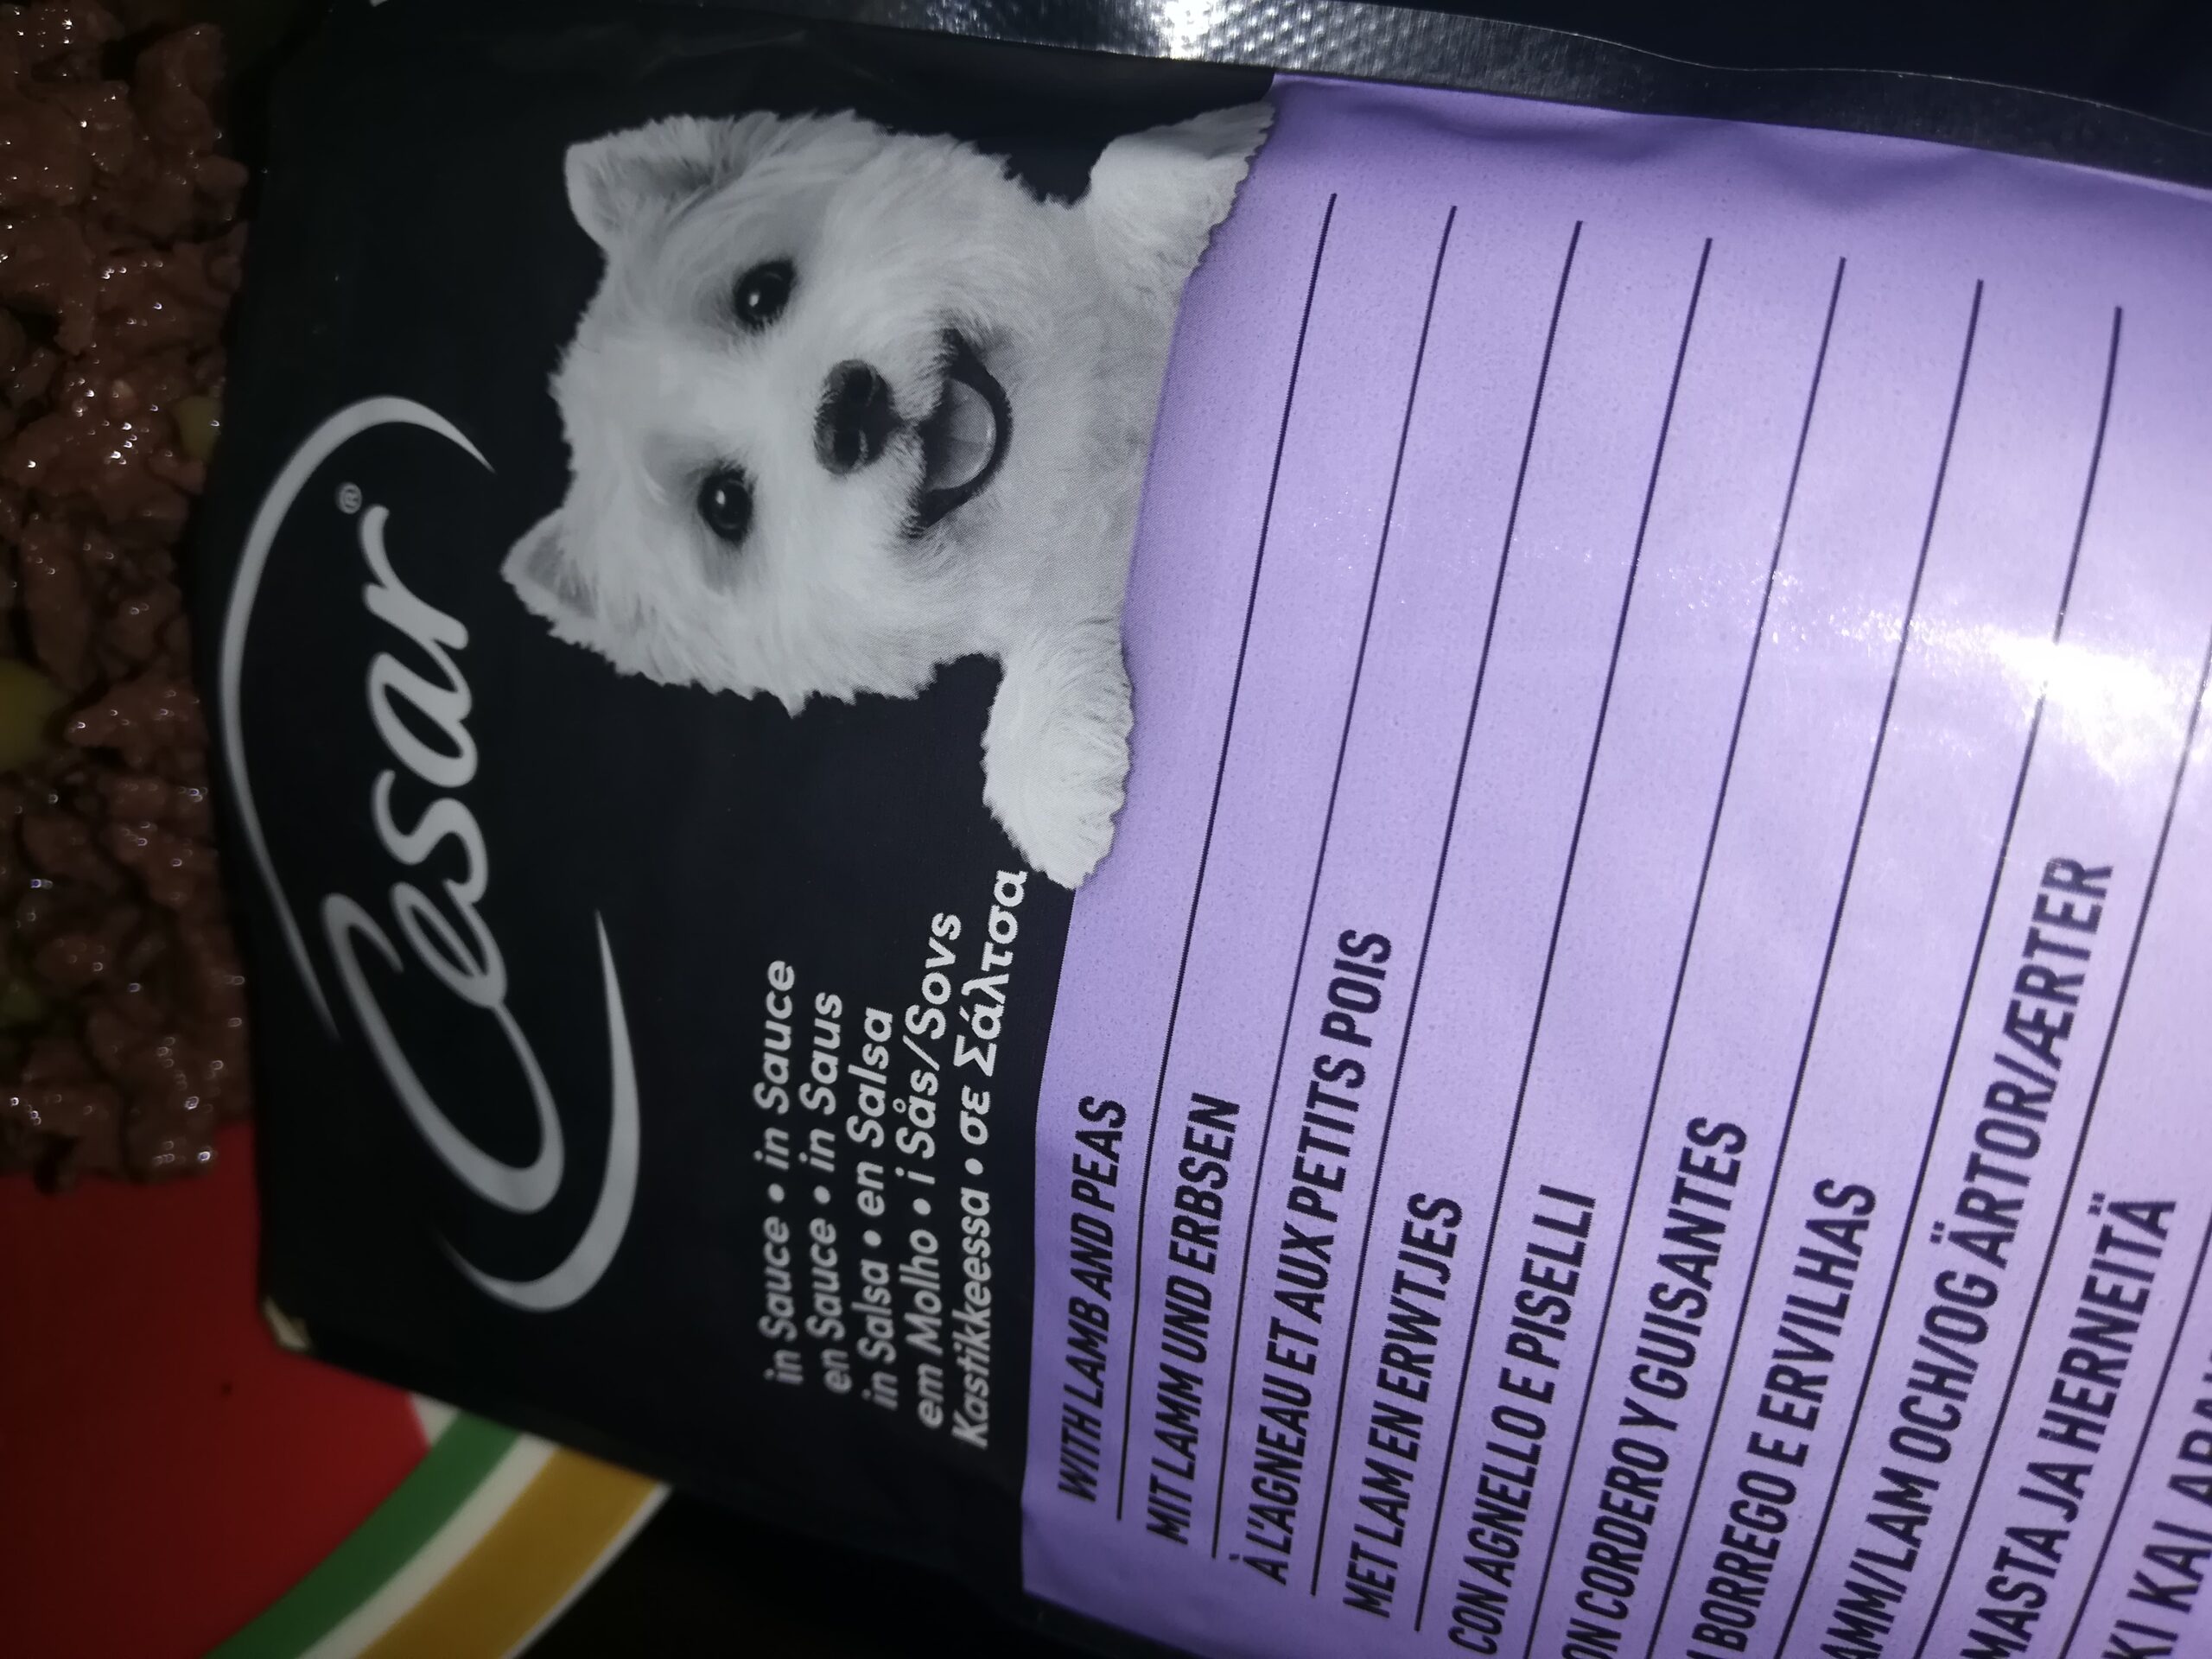 Cesar®
in Sauce • in Sauce
en Sauce • in Saus
in Salsa • en Salsa
em Molho • i Sås/Sovs
Kastikkeessa • σε Σάλτσα
WITH LAMB AND PEAS
MIT LAMM UND ERBSEN
À L'AGNEAU ET AUX PETITS POIS
MET LAM EN ERWTJES
CON AGNELLO E PISELLI
CORDERO Y GUISANTES
BORREGO E ERVILHAS
LAM OCH/OG ÄRTOR/ÆRTER
JA HERNEITÄ